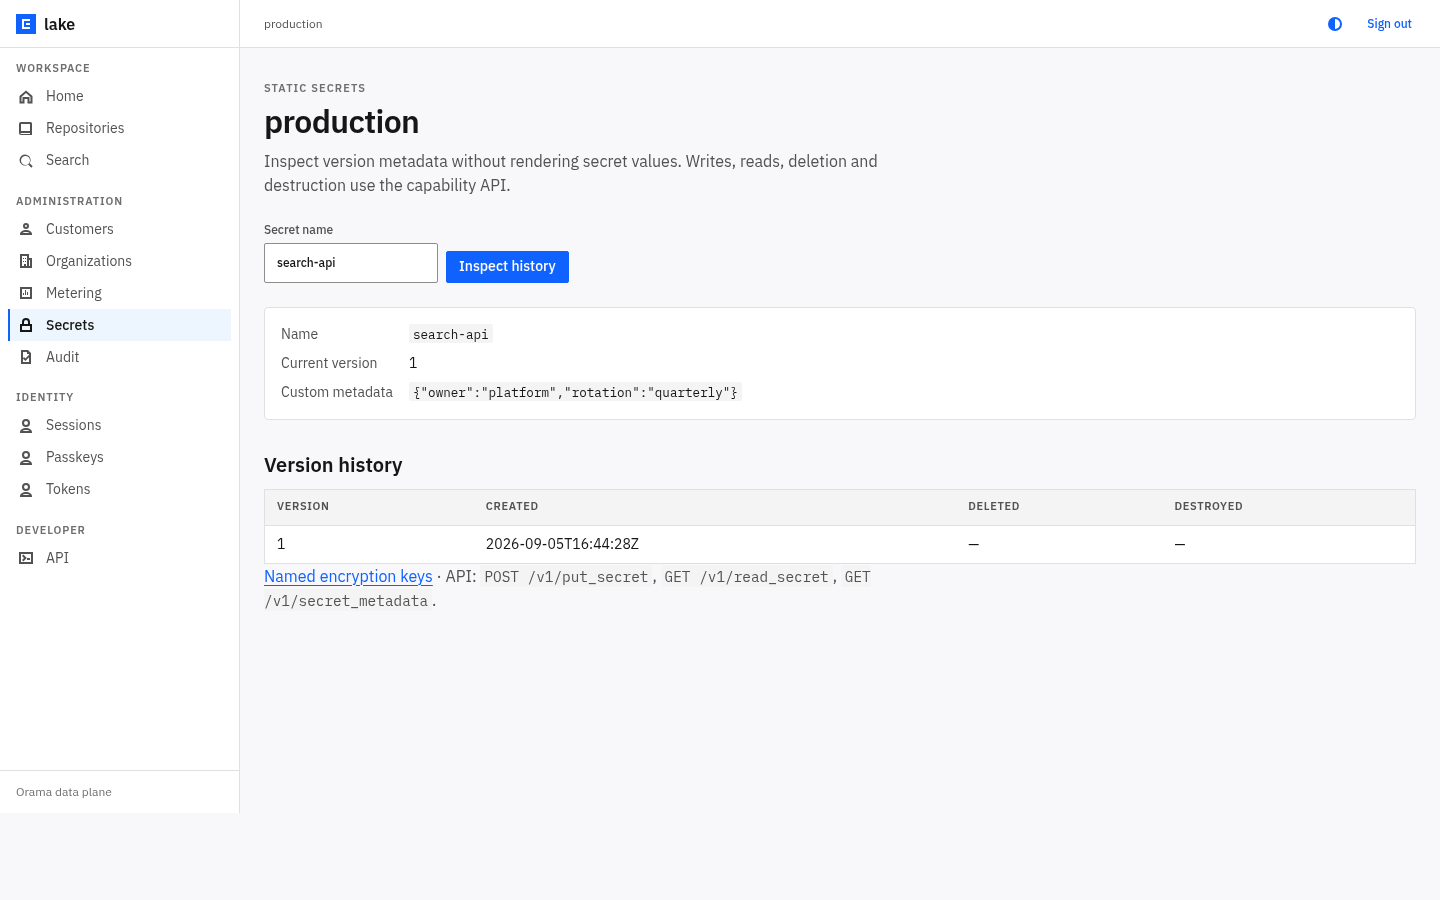 lake
production
Sign out
WORKSPACE
Home
Repositories
Search
ADMINISTRATION
Customers
Organizations
Metering
Secrets
Audit
IDENTITY
Sessions
Passkeys
Tokens
DEVELOPER
API
Orama data plane
STATIC SECRETS
production
Inspect version metadata without rendering secret values. Writes, reads, deletion and
destruction use the capability API.
Secret name
search-api
Inspect history
Name search-api
Current version 1
Custom metadata {"owner":"platform","rotation":"quarterly"}
Version history
VERSION CREATED DELETED DESTROYED
1 2026-09-05T16:44:28Z — —
Named encryption keys · API: POST /v1/put_secret, GET /v1/read_secret, GET
/v1/secret_metadata.